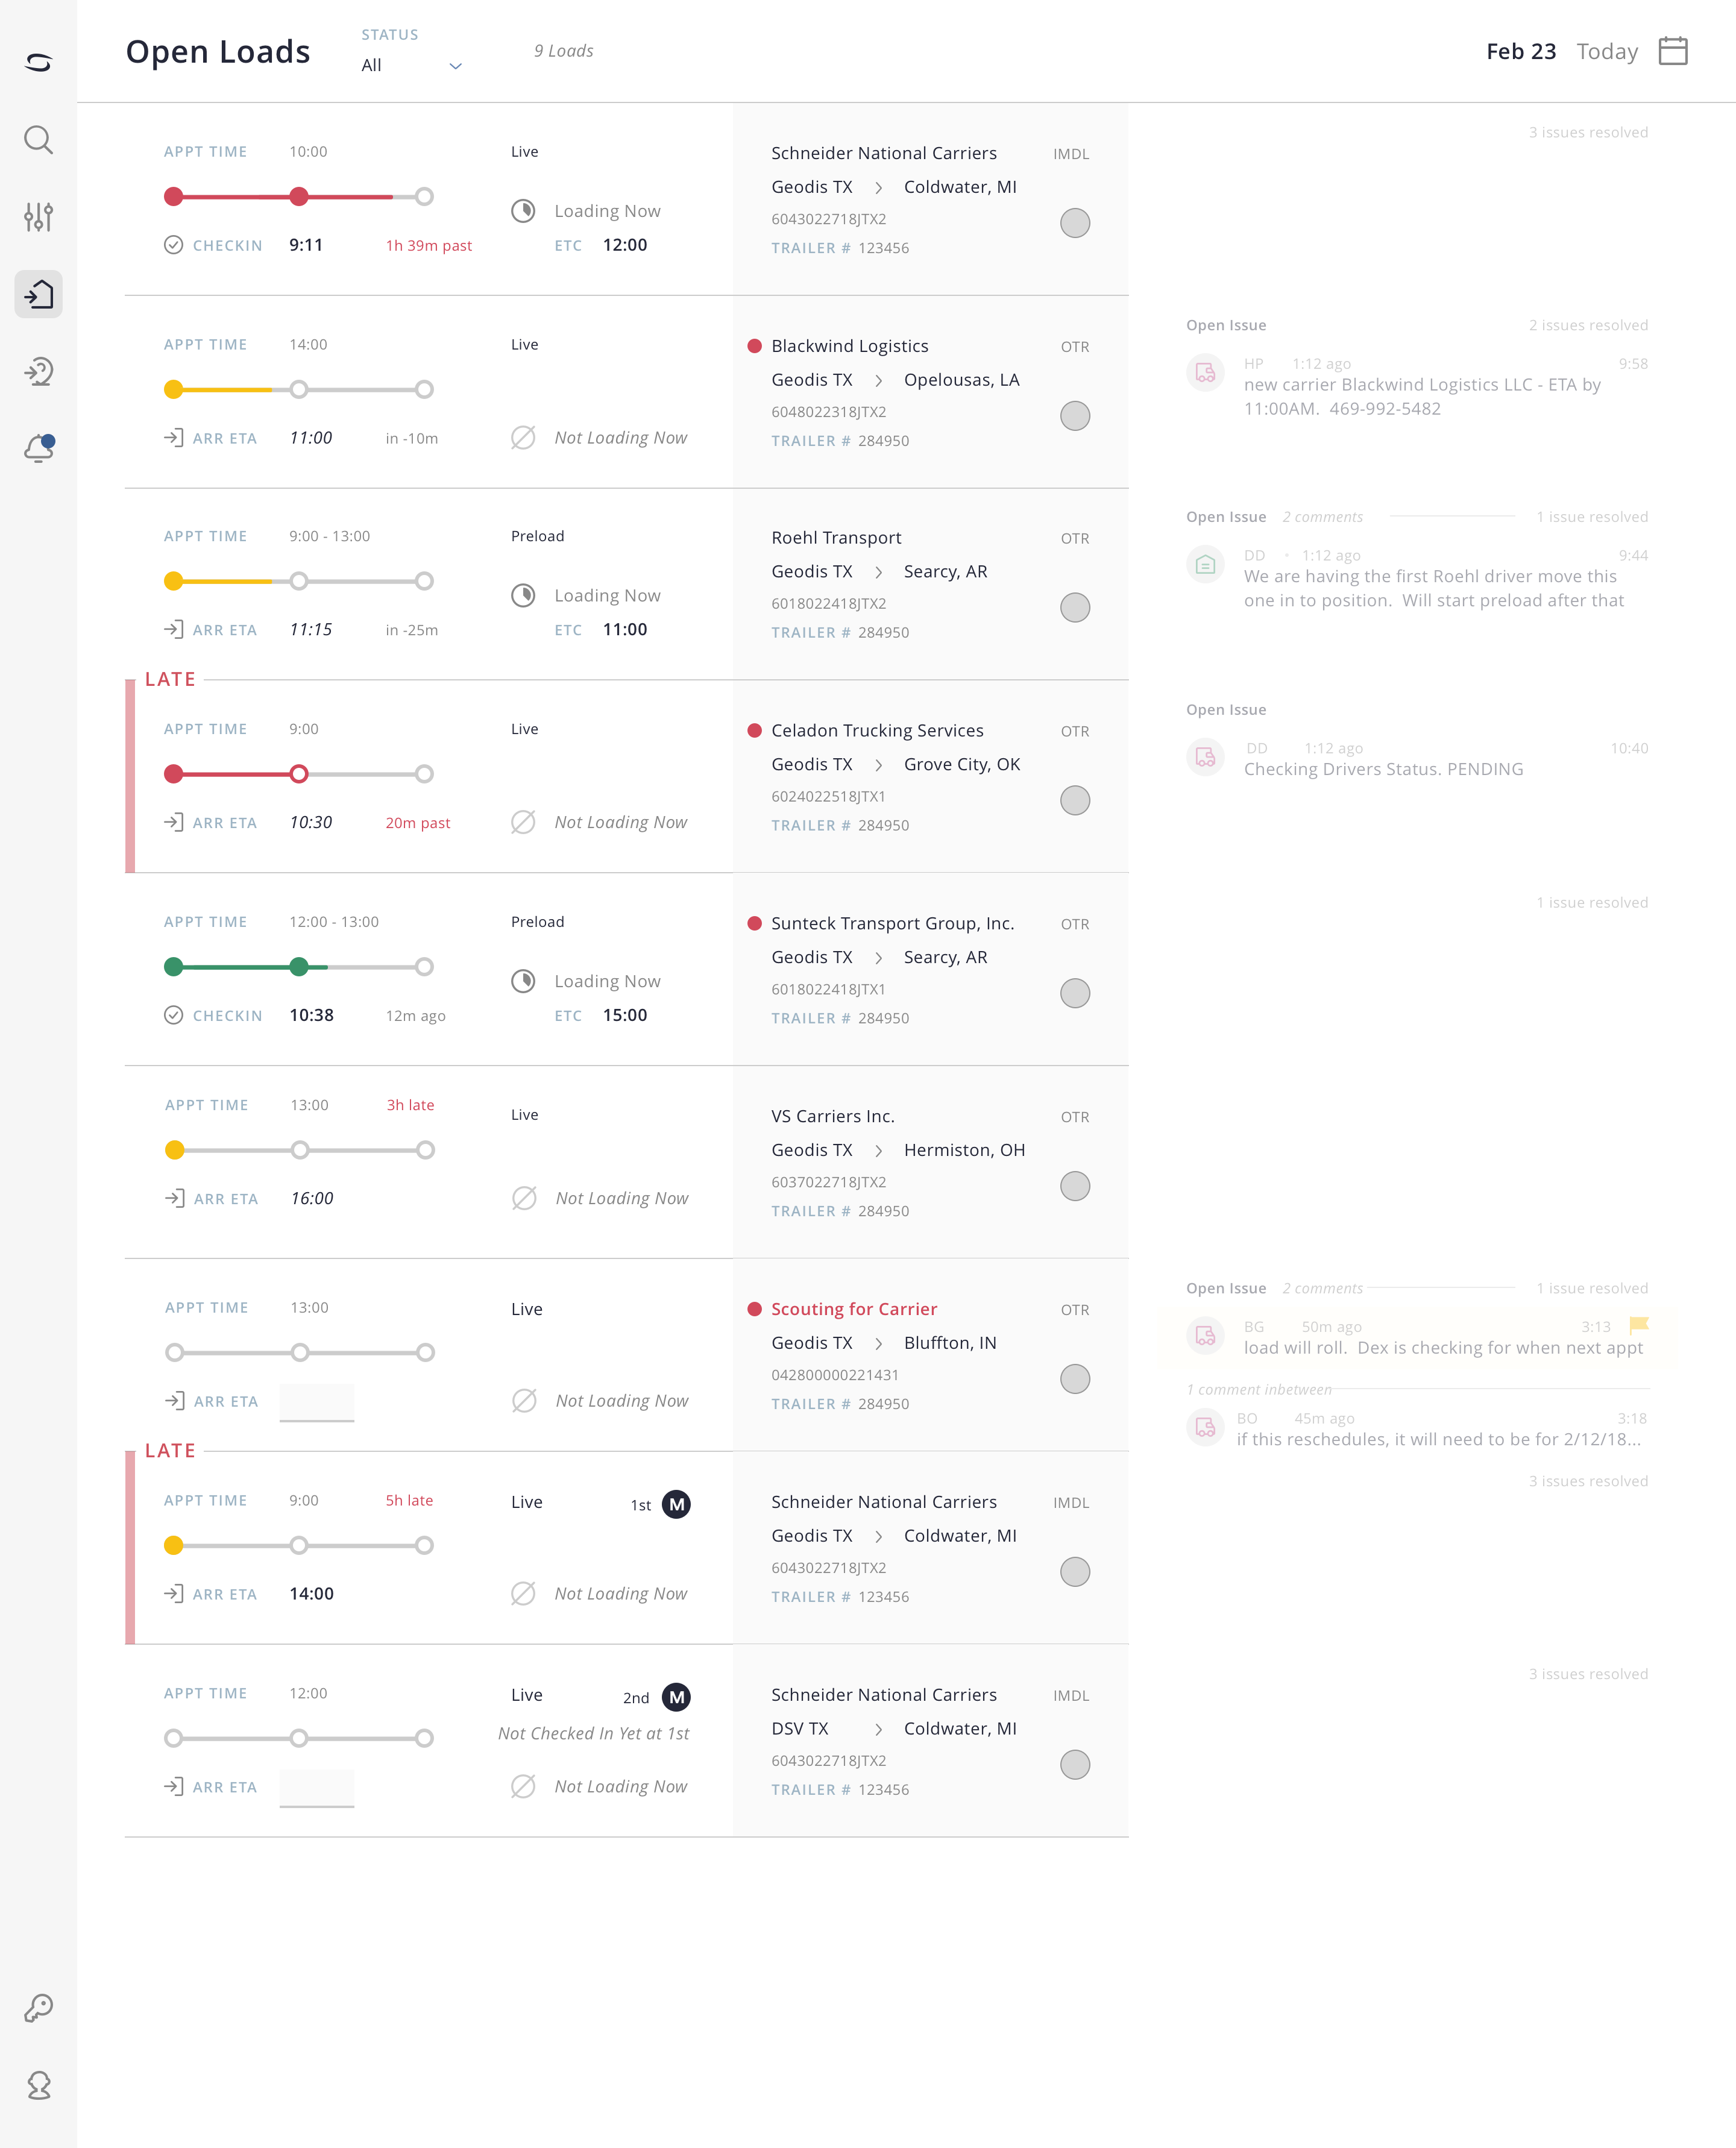 Open Loads
STATUS
All
9 Loads
Feb 23 Today
APPT TIME 10:00 Live
CHECKIN 9:11 1h 39m past
Loading Now
ETC 12:00
Schneider National Carriers IMDL
Geodis TX > Coldwater, MI
6043022718JTX2
TRAILER # 123456
3 issues resolved
APPT TIME 14:00 Live
ARR ETA 11:00 in -10m
Not Loading Now
Blackwind Logistics OTR
Geodis TX > Opelousas, LA
6048022318JTX2
TRAILER # 284950
Open Issue 2 issues resolved
HP 1:12 ago 9:58
new carrier Blackwind Logistics LLC - ETA by
11:00AM. 469-992-5482
APPT TIME 9:00 - 13:00 Preload
ARR ETA 11:15 in -25m
Loading Now
ETC 11:00
Roehl Transport OTR
Geodis TX > Searcy, AR
6018022418JTX2
TRAILER # 284950
Open Issue 2 comments 1 issue resolved
DD • 1:12 ago 9:44
We are having the first Roehl driver move this
one in to position. Will start preload after that
LATE
APPT TIME 9:00 Live
ARR ETA 10:30 20m past
Not Loading Now
Celadon Trucking Services OTR
Geodis TX > Grove City, OK
6024022518JTX1
TRAILER # 284950
Open Issue
DD 1:12 ago 10:40
Checking Drivers Status. PENDING
APPT TIME 12:00 - 13:00 Preload
CHECKIN 10:38 12m ago
Loading Now
ETC 15:00
Sunteck Transport Group, Inc. OTR
Geodis TX > Searcy, AR
6018022418JTX1
TRAILER # 284950
1 issue resolved
APPT TIME 13:00 3h late Live
ARR ETA 16:00
Not Loading Now
VS Carriers Inc. OTR
Geodis TX > Hermiston, OH
6037022718JTX2
TRAILER # 284950
APPT TIME 13:00 Live
ARR ETA
Not Loading Now
Scouting for Carrier OTR
Geodis TX > Bluffton, IN
042800000221431
TRAILER # 284950
Open Issue 2 comments 1 issue resolved
BG 50m ago 3:13
load will roll. Dex is checking for when next appt
1 comment inbetween
BO 45m ago 3:18
if this reschedules, it will need to be for 2/12/18...
LATE
APPT TIME 9:00 5h late Live 1st M
ARR ETA 14:00
Not Loading Now
Schneider National Carriers IMDL
Geodis TX > Coldwater, MI
6043022718JTX2
TRAILER # 123456
3 issues resolved
APPT TIME 12:00 Live 2nd M
Not Checked In Yet at 1st
ARR ETA
Not Loading Now
Schneider National Carriers IMDL
DSV TX > Coldwater, MI
6043022718JTX2
TRAILER # 123456
3 issues resolved